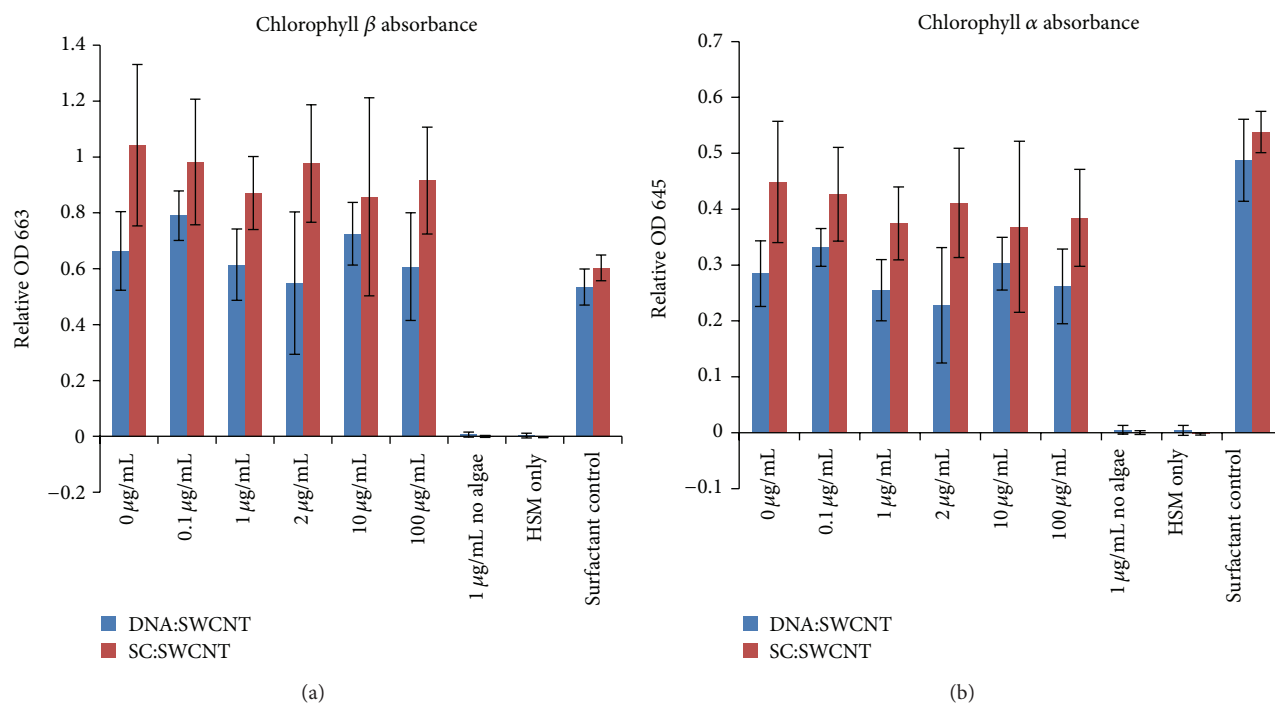 Chlorophyll β absorbance
Relative OD 663
1.4
1.2
1
0.8
0.6
0.4
0.2
0
−0.2
0 μg/mL
0.1 μg/mL
1 μg/mL
2 μg/mL
10 μg/mL
100 μg/mL
1 μg/mL no algae
HSM only
Surfactant control
DNA:SWCNT
SC:SWCNT
(a)
Chlorophyll α absorbance
Relative OD 645
0.7
0.6
0.5
0.4
0.3
0.2
0.1
0
−0.1
0 μg/mL
0.1 μg/mL
1 μg/mL
2 μg/mL
10 μg/mL
100 μg/mL
1 μg/mL no algae
HSM only
Surfactant control
DNA:SWCNT
SC:SWCNT
(b)